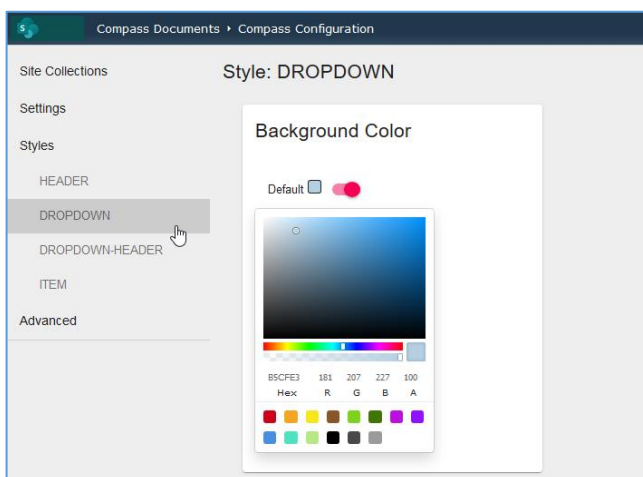 S
Compass Documents ▸ Compass Configuration
Site Collections
Settings
Styles
HEADER
DROPDOWN
DROPDOWN-HEADER
ITEM
Advanced
Style: DROPDOWN
Background Color
Default
B5CFE3 181 207 227 100
Hex R G B A